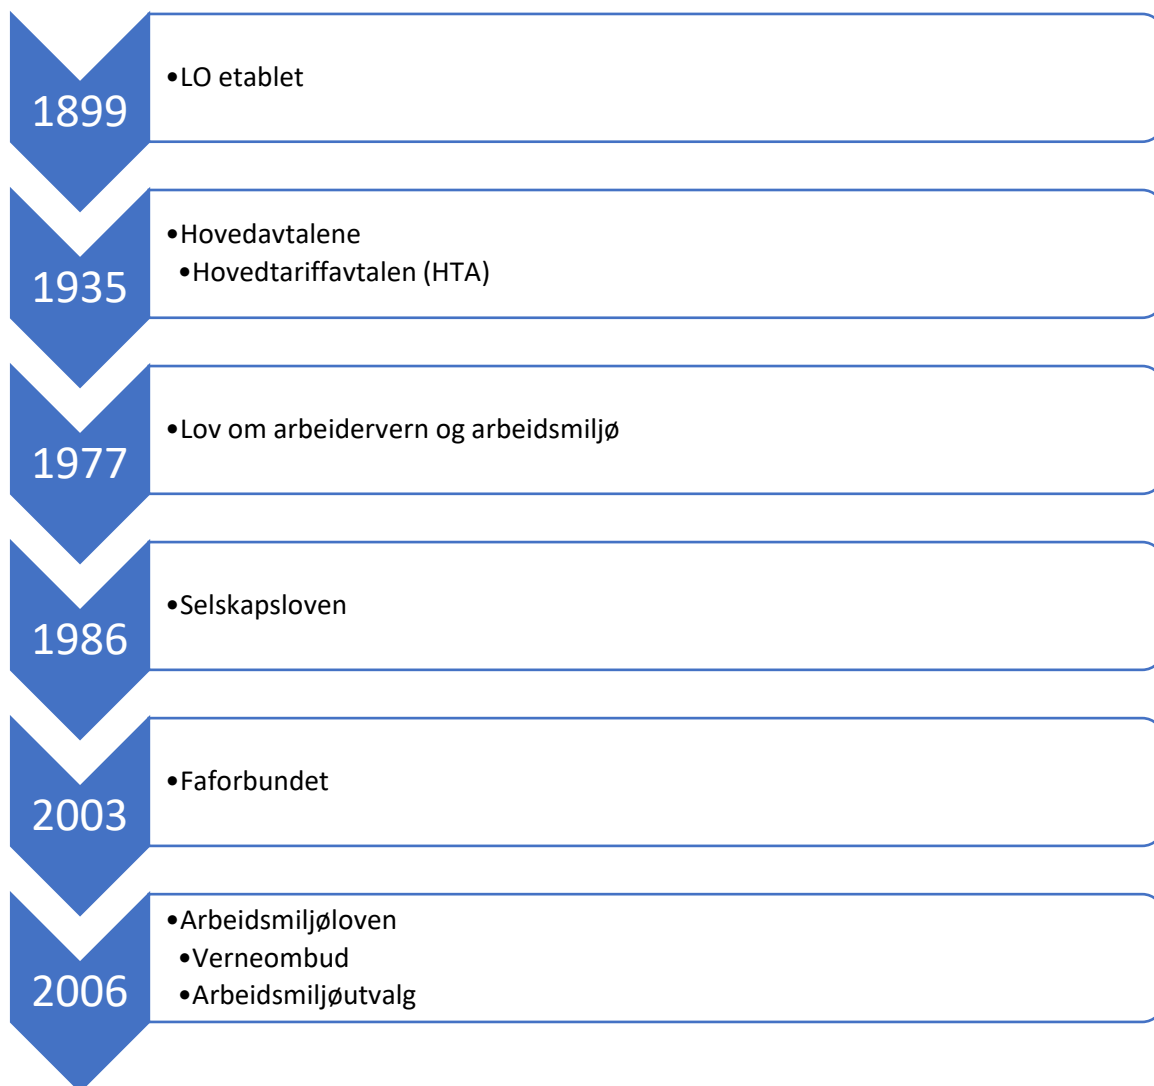 1899
•LO etablet
1935
•Hovedavtalene
•Hovedtariffavtalen (HTA)
1977
•Lov om arbeidervern og arbeidsmiljø
1986
•Selskapsloven
2003
•Faforbundet
2006
•Arbeidsmiljøloven
•Verneombud
•Arbeidsmiljøutvalg